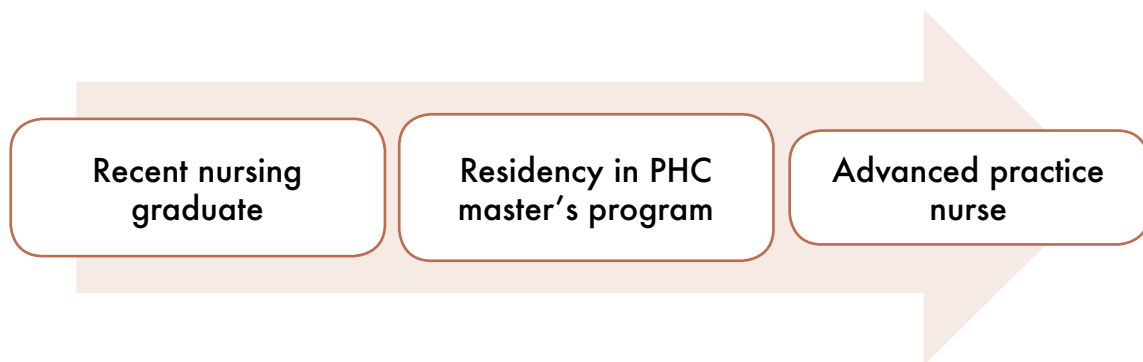 Recent nursing
graduate
Residency in PHC
master’s program
Advanced practice
nurse